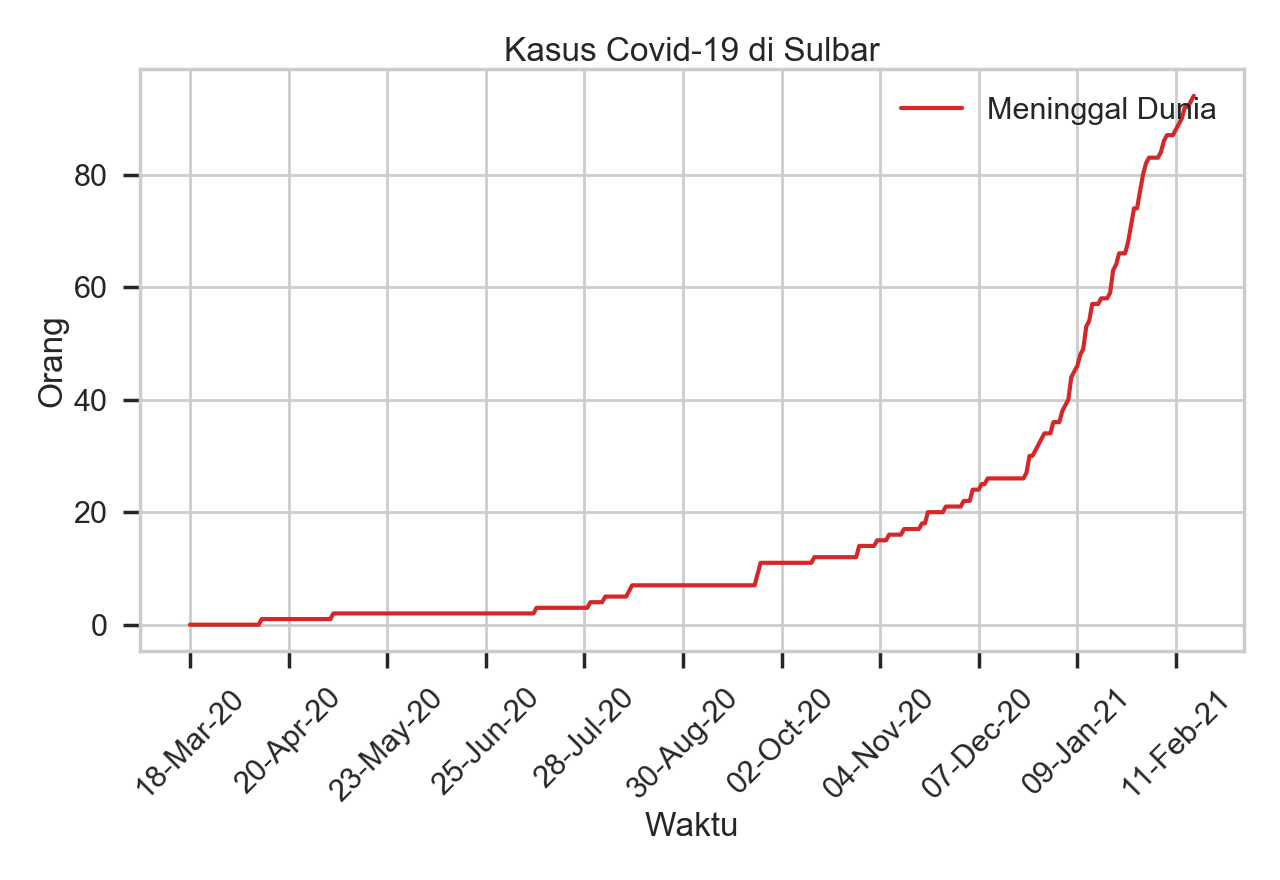 Kasus Covid-19 di Sulbar
Meninggal Dunia
Orang
80
60
40
20
0
18-Mar-20
20-Apr-20
23-May-20
25-Jun-20
28-Jul-20
30-Aug-20
02-Oct-20
04-Nov-20
07-Dec-20
09-Jan-21
11-Feb-21
Waktu